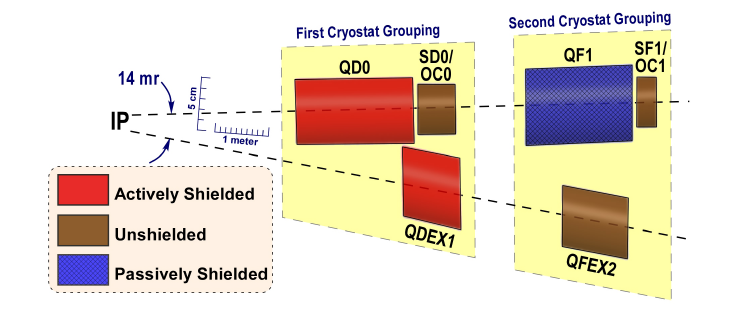 First Cryostat Grouping
Second Cryostat Grouping
14 mr
5 cm
IP
1 meter
QD0
SD0/
OC0
QDEX1
QF1
SF1/
OC1
QFEX2
Actively Shielded
Unshielded
Passively Shielded